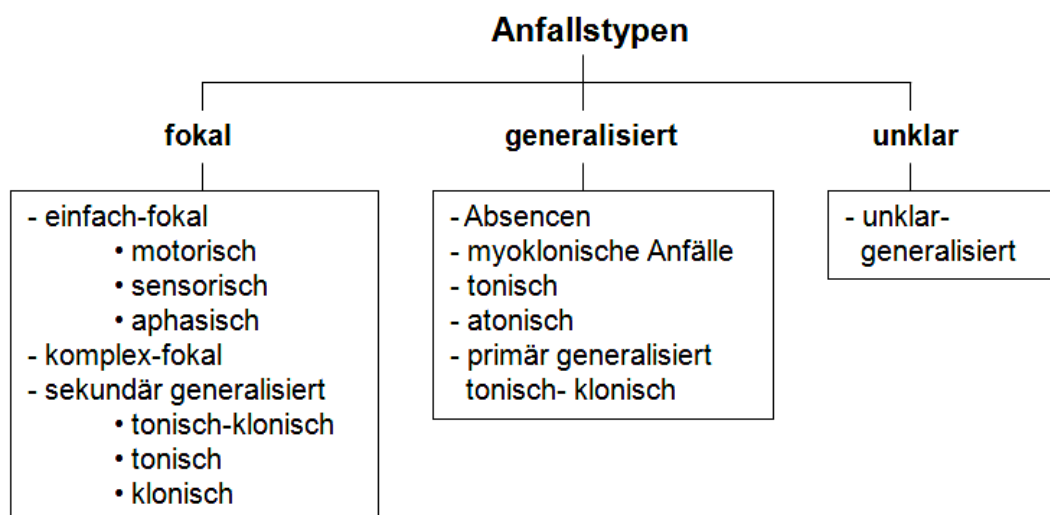 Anfallstypen
fokal
generalisiert
unklar
- einfach-fokal
• motorisch
• sensorisch
• aphasisch
- komplex-fokal
- sekundär generalisiert
• tonisch-klonisch
• tonisch
• klonisch
- Absencen
- myoklonische Anfälle
- tonisch
- atonisch
- primär generalisiert
tonisch- klonisch
- unklar-
generalisiert